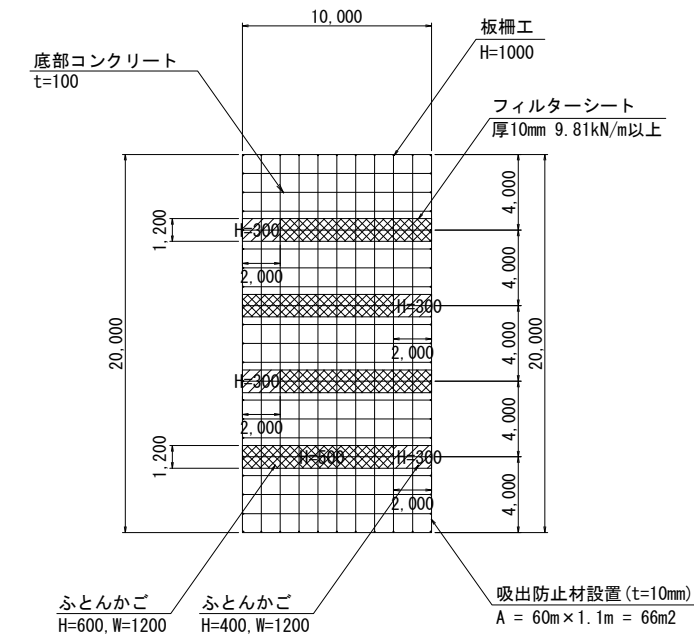 10,000
板柵工
H=1000
底部コンクリート
t=100
フィルターシート
厚10mm 9.81kN/m以上
4,000
1,200
H=300
4,000
2,000
H=300
20,000
4,000
20,000
2,000
H=300
4,000
2,000
1,200
H=600
H=300
4,000
2,000
ふとんかご
H=600,W=1200
ふとんかご
H=400,W=1200
吸出防止材設置(t=10mm)
A = 60m×1.1m = 66m2